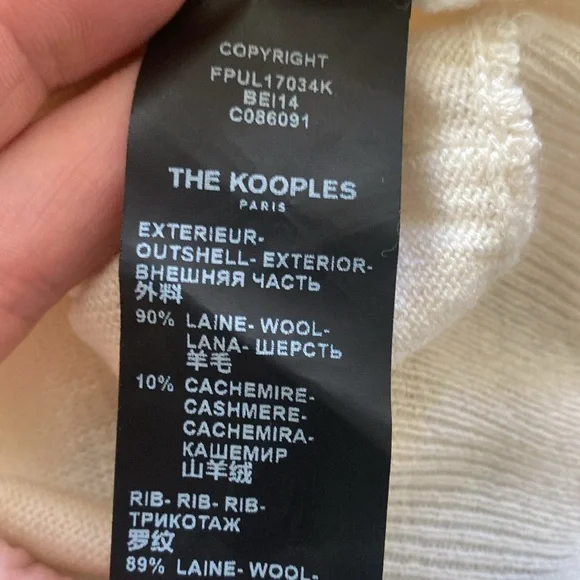 COPYRIGHT
FPUL17034K
BEI14
C086091
THE KOOPLES
PARIS
EXTERIEUR-
OUTSHELL- EXTERIOR-
ВНЕШНЯЯ ЧАСТЬ
外料
90% LAINE- WOOL-
LANA- ШЕРСТЬ
羊毛
10% CACHEMIRE-
CASHMERE-
CACHEMIRA-
КАШЕМИР
山羊绒
RIB- RIB- RIB-
ТРИКОТАЖ
罗纹
89% LAINE- WOOL-